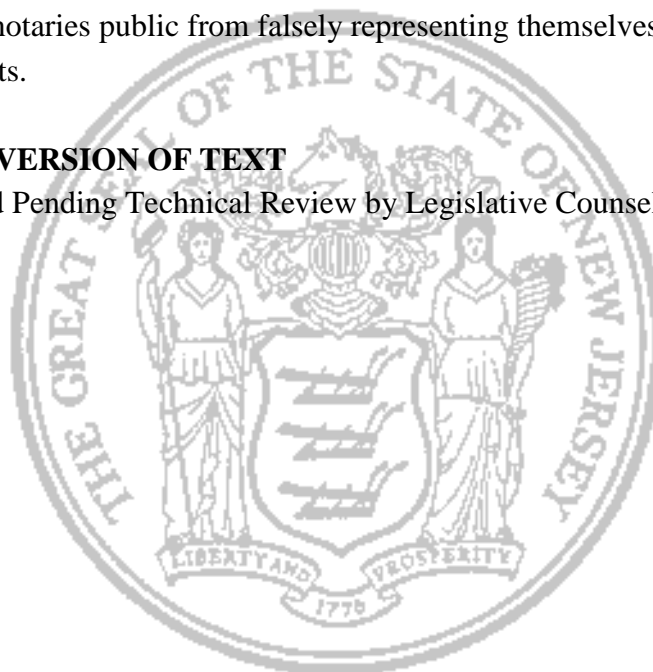 notaries public from falsely representing themselves
ts.
VERSION OF TEXT
d Pending Technical Review by Legislative Counsel
THE GREAT SEAL OF THE STATE OF NEW JERSEY
LIBERTY AND PROSPERITY
1776